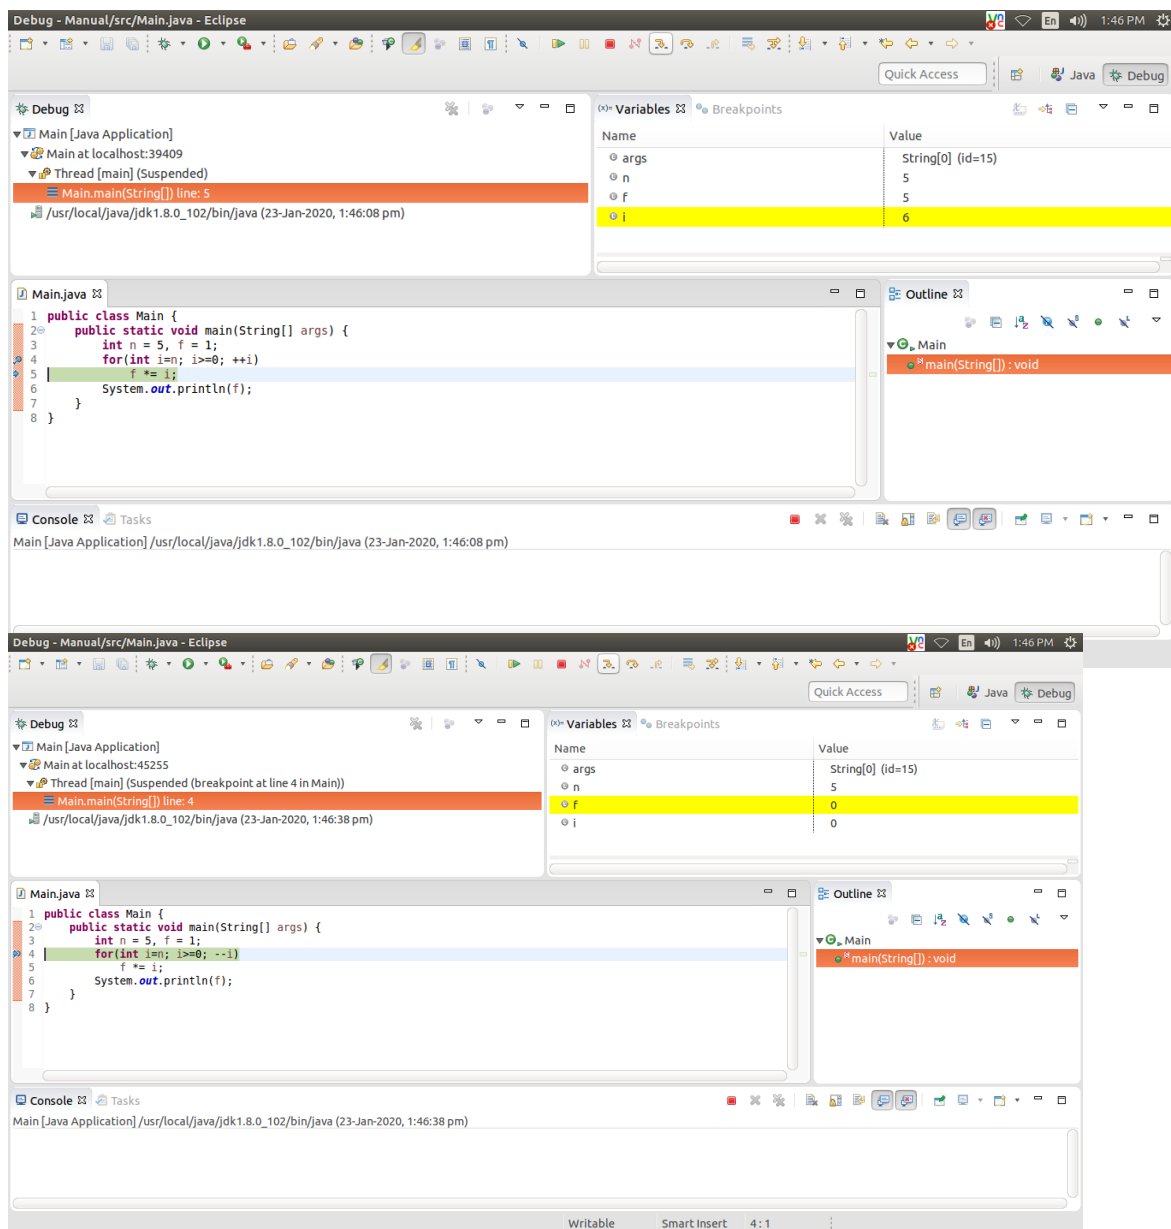 Debug - Manual/src/Main.java - Eclipse
En 1:46 PM
Quick Access Java Debug
Debug
Main [Java Application]
Main at localhost:39409
Thread [main] (Suspended)
Main.main(String[]) line: 5
/usr/local/java/jdk1.8.0_102/bin/java (23-Jan-2020, 1:46:08 pm)
(x)= Variables Breakpoints
Name Value
args String[0] (id=15)
n 5
f 5
i 6
Main.java
1 public class Main {
2 public static void main(String[] args) {
3 int n = 5, f = 1;
4 for(int i=n; i>=0; ++i)
5 f *= i;
6 System.out.println(f);
7 }
8 }
Outline
Main
main(String[]) : void
Console Tasks
Main [Java Application] /usr/local/java/jdk1.8.0_102/bin/java (23-Jan-2020, 1:46:08 pm)
Debug - Manual/src/Main.java - Eclipse
En 1:46 PM
Quick Access Java Debug
Debug
Main [Java Application]
Main at localhost:45255
Thread [main] (Suspended (breakpoint at line 4 in Main))
Main.main(String[]) line: 4
/usr/local/java/jdk1.8.0_102/bin/java (23-Jan-2020, 1:46:38 pm)
(x)= Variables Breakpoints
Name Value
args String[0] (id=15)
n 5
f 0
i 0
Main.java
1 public class Main {
2 public static void main(String[] args) {
3 int n = 5, f = 1;
4 for(int i=n; i>=0; --i)
5 f *= i;
6 System.out.println(f);
7 }
8 }
Outline
Main
main(String[]) : void
Console Tasks
Main [Java Application] /usr/local/java/jdk1.8.0_102/bin/java (23-Jan-2020, 1:46:38 pm)
Writable Smart Insert 4 : 1